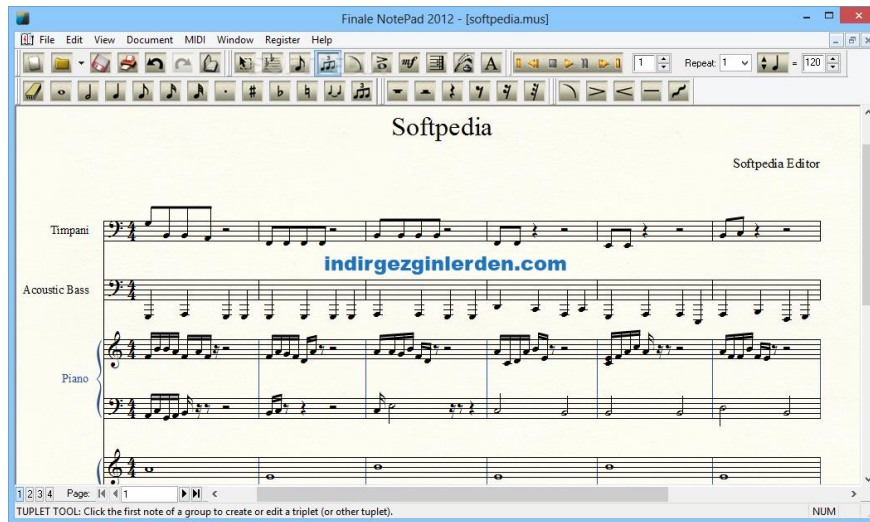 Finale NotePad 2012 - [softpedia.mus]
File Edit View Document MIDI Window Register Help
mf A 1 Repeat: 1 = 120
Softpedia
Softpedia Editor
Timpani
indirgezginlerden.com
Acoustic Bass
Piano
1 2 3 4 Page: 1
TUPLET TOOL: Click the first note of a group to create or edit a triplet (or other tuplet). NUM